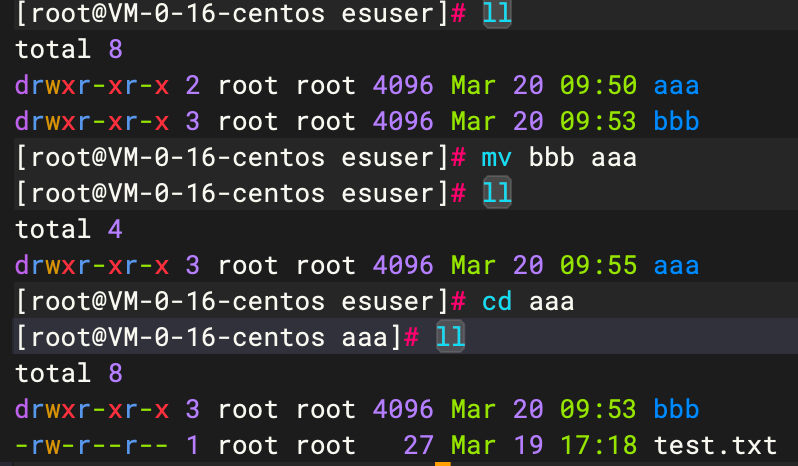 [root@VM-0-16-centos esuser]# ll
total 8
drwxr-xr-x 2 root root 4096 Mar 20 09:50 aaa
drwxr-xr-x 3 root root 4096 Mar 20 09:53 bbb
[root@VM-0-16-centos esuser]# mv bbb aaa
[root@VM-0-16-centos esuser]# ll
total 4
drwxr-xr-x 3 root root 4096 Mar 20 09:55 aaa
[root@VM-0-16-centos esuser]# cd aaa
[root@VM-0-16-centos aaa]# ll
total 8
drwxr-xr-x 3 root root 4096 Mar 20 09:53 bbb
-rw-r--r-- 1 root root   27 Mar 19 17:18 test.txt